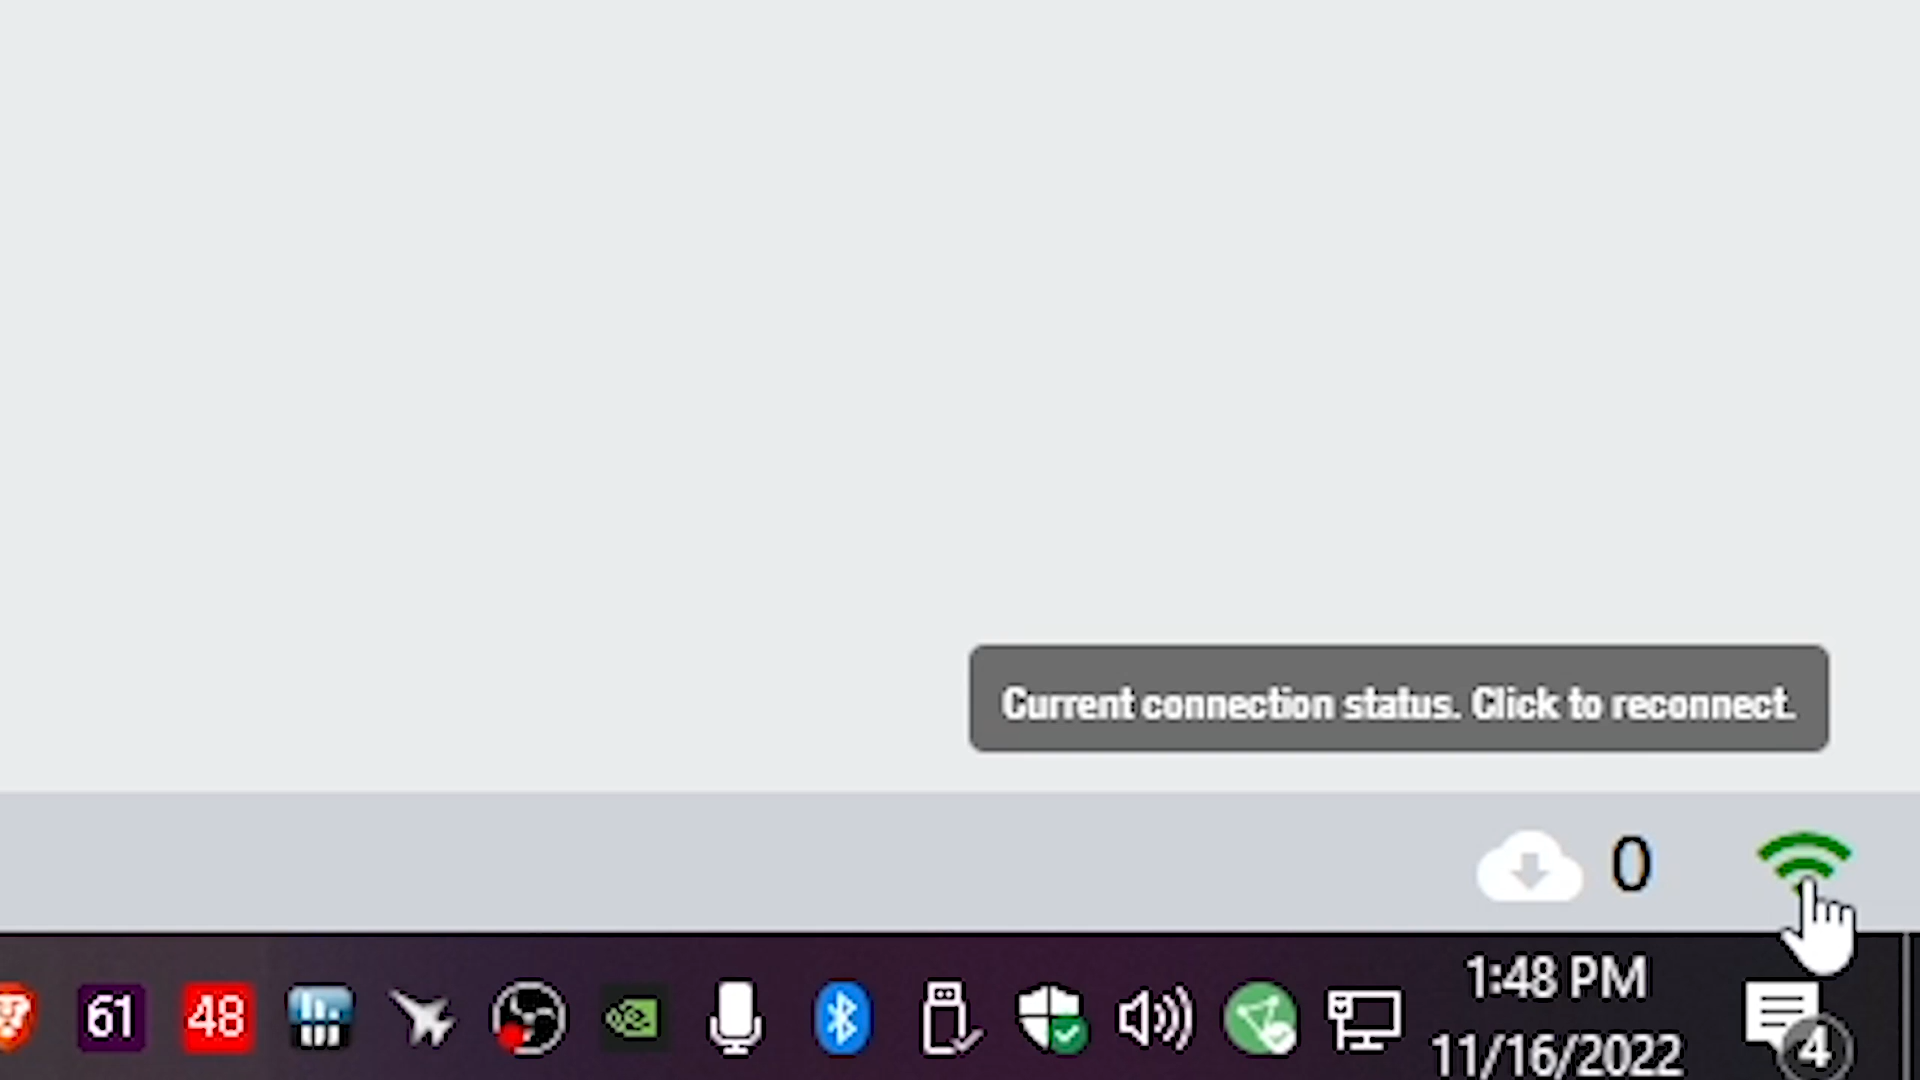 Current connection status. Click to reconnect.
0
61
48
1:48 PM
11/16/2022
4